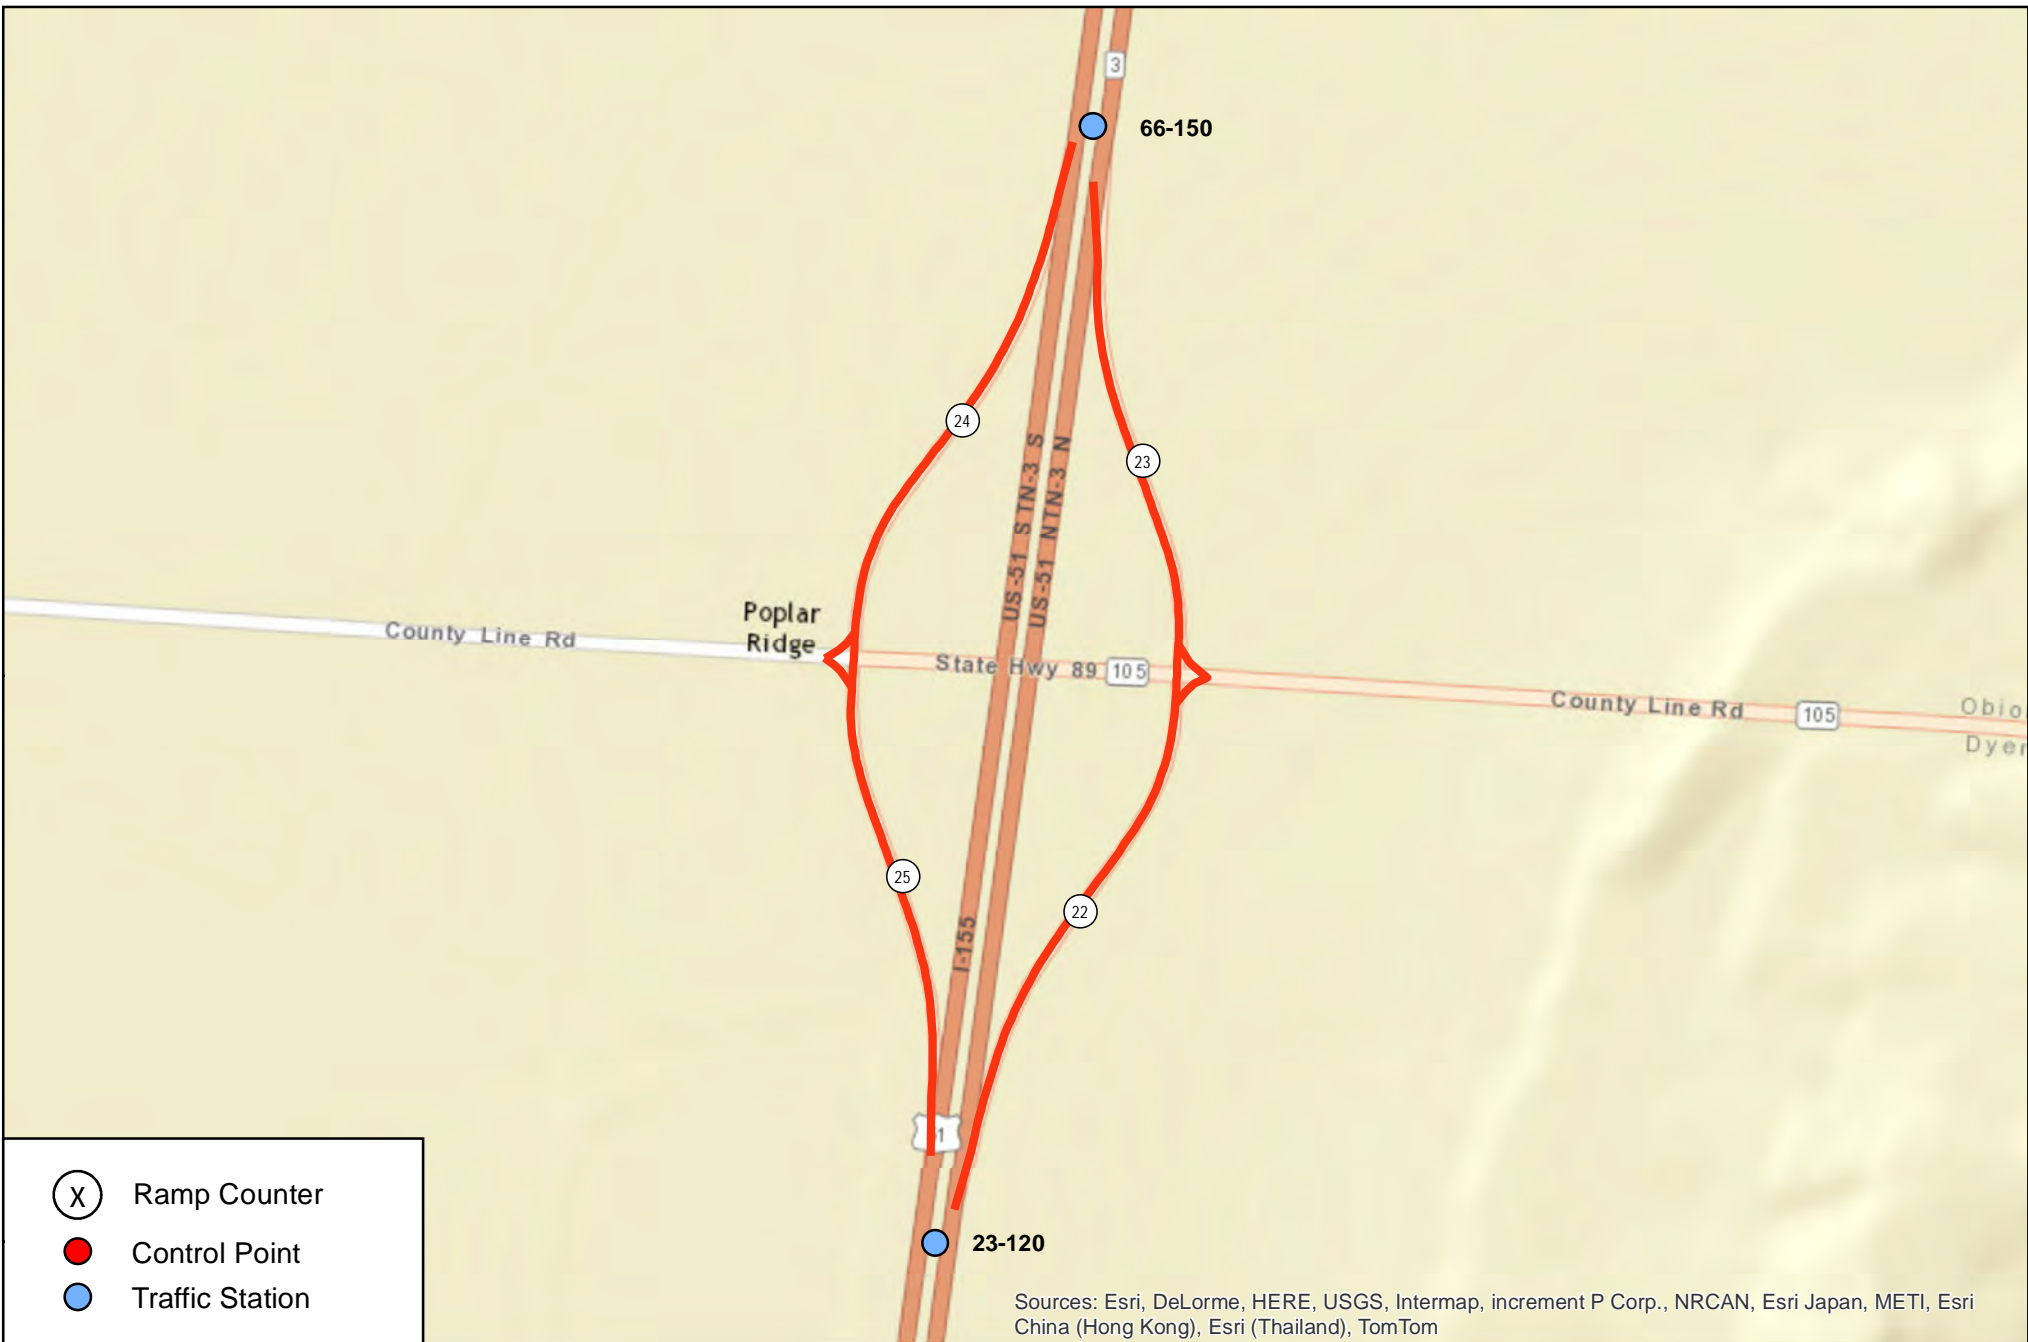 3
66-150
24
23
US-51 S TN-3 S
US-51 N TN-3 N
Poplar
Ridge
County Line Rd
State Hwy 89
105
County Line Rd
105
Obio
Dyer
25
22
I-155
23-120
X Ramp Counter
Control Point
Traffic Station
Sources: Esri, DeLorme, HERE, USGS, Intermap, increment P Corp., NRCAN, Esri Japan, METI, Esri
China (Hong Kong), Esri (Thailand), TomTom